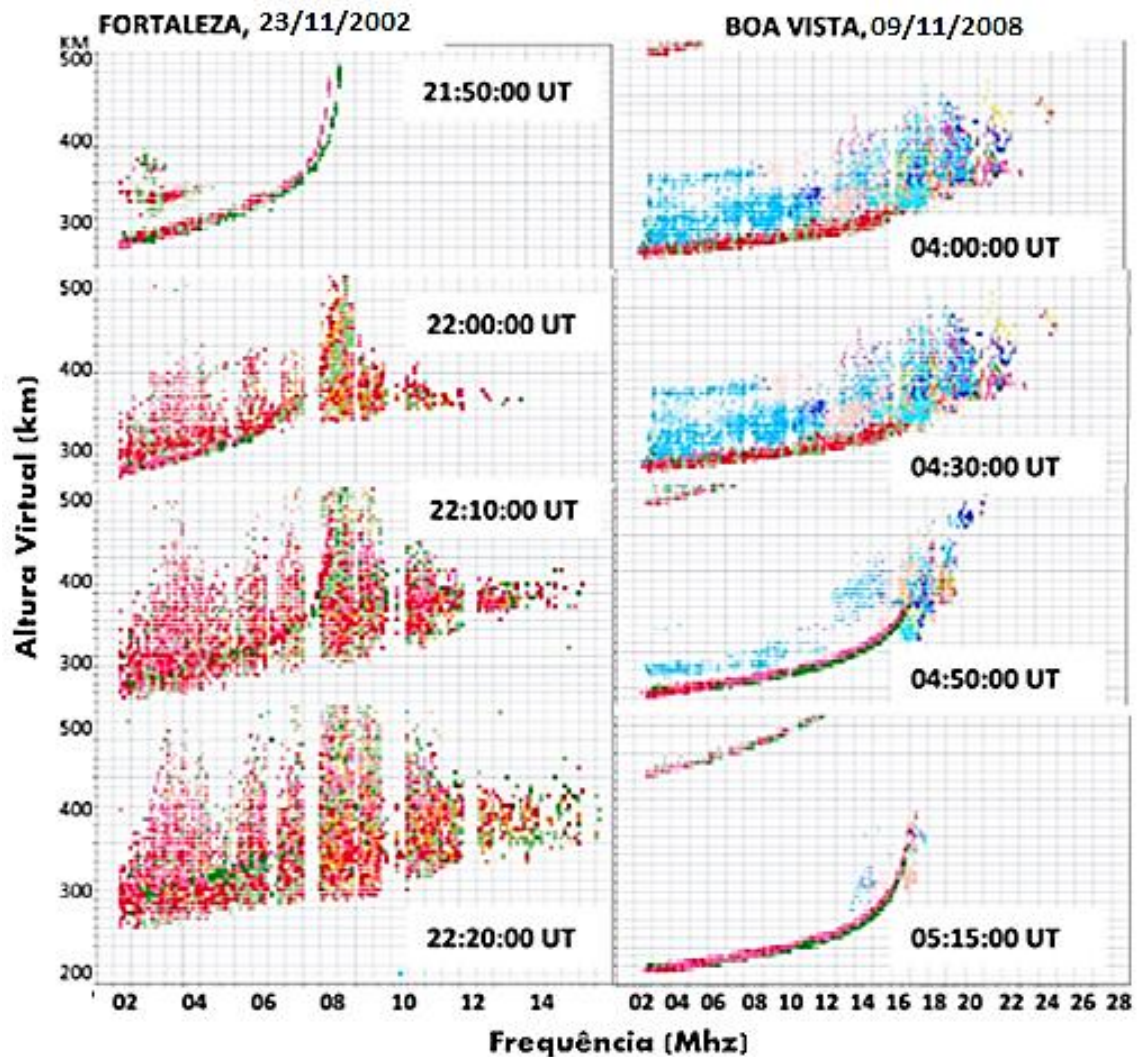 FORTALEZA, 23/11/2002
BOA VISTA, 09/11/2008
KM
500
400
300
21:50:00 UT
04:00:00 UT
500
400
300
22:00:00 UT
04:30:00 UT
500
400
300
22:10:00 UT
04:50:00 UT
500
400
300
200
22:20:00 UT
05:15:00 UT
Altura Virtual (km)
02 04 06 08 10 12 14
02 04 06 08 10 12 14 16 18 20 22 24 26 28
Frequência (Mhz)